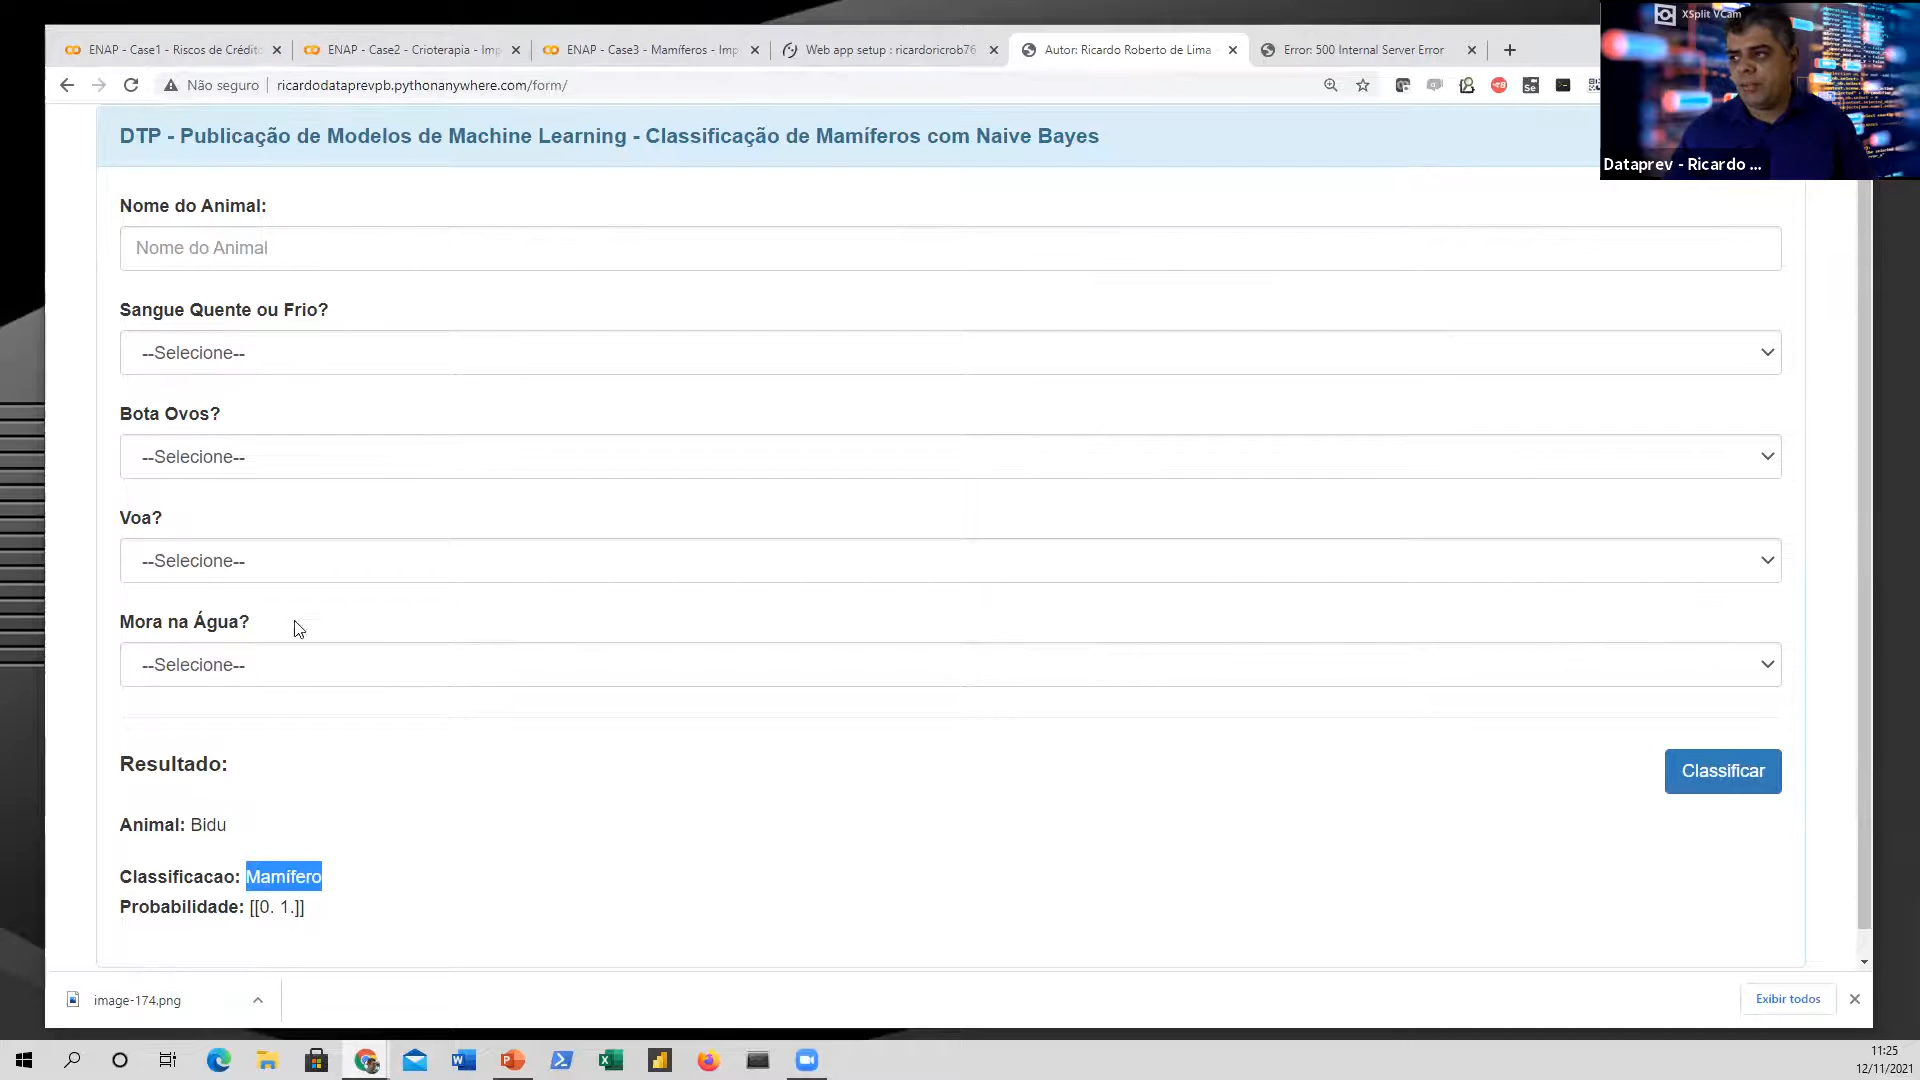 ENAP - Case1 - Riscos de Crédito
ENAP - Case2 - Crioterapia - Imp
ENAP - Case3 - Mamíferos - Imp
Web app setup : ricardoricrob76
Autor: Ricardo Roberto de Lima
Error: 500 Internal Server Error
XSplit VCam
Não seguro
ricardodataprevpb.pythonanywhere.com/form/
Dataprev - Ricardo ...
DTP - Publicação de Modelos de Machine Learning - Classificação de Mamíferos com Naive Bayes
Nome do Animal:
Nome do Animal
Sangue Quente ou Frio?
--Selecione--
Bota Ovos?
--Selecione--
Voa?
--Selecione--
Mora na Água?
--Selecione--
Resultado:
Classificar
Animal: Bidu
Classificacao: Mamífero
Probabilidade: [[0. 1.]]
image-174.png
Exibir todos
11:25
12/11/2021